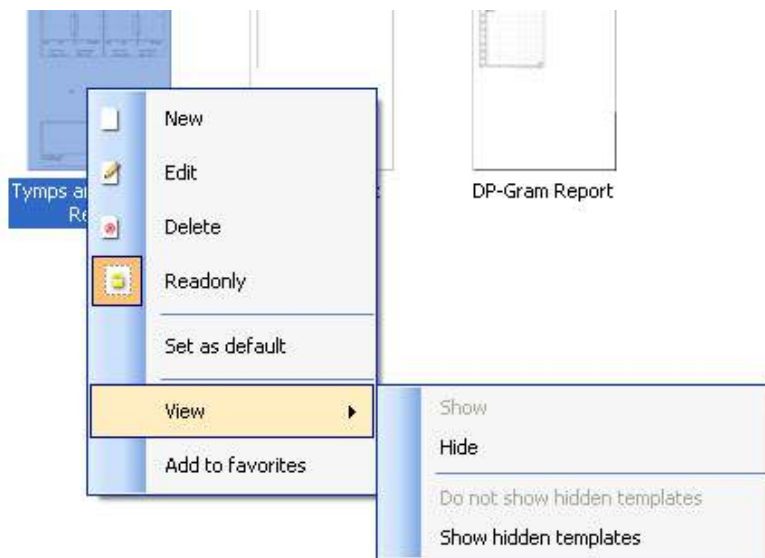 Tymps a
Re
DP-Gram Report
New
Edit
Delete
Readonly
Set as default
View
Add to favorites
Show
Hide
Do not show hidden templates
Show hidden templates